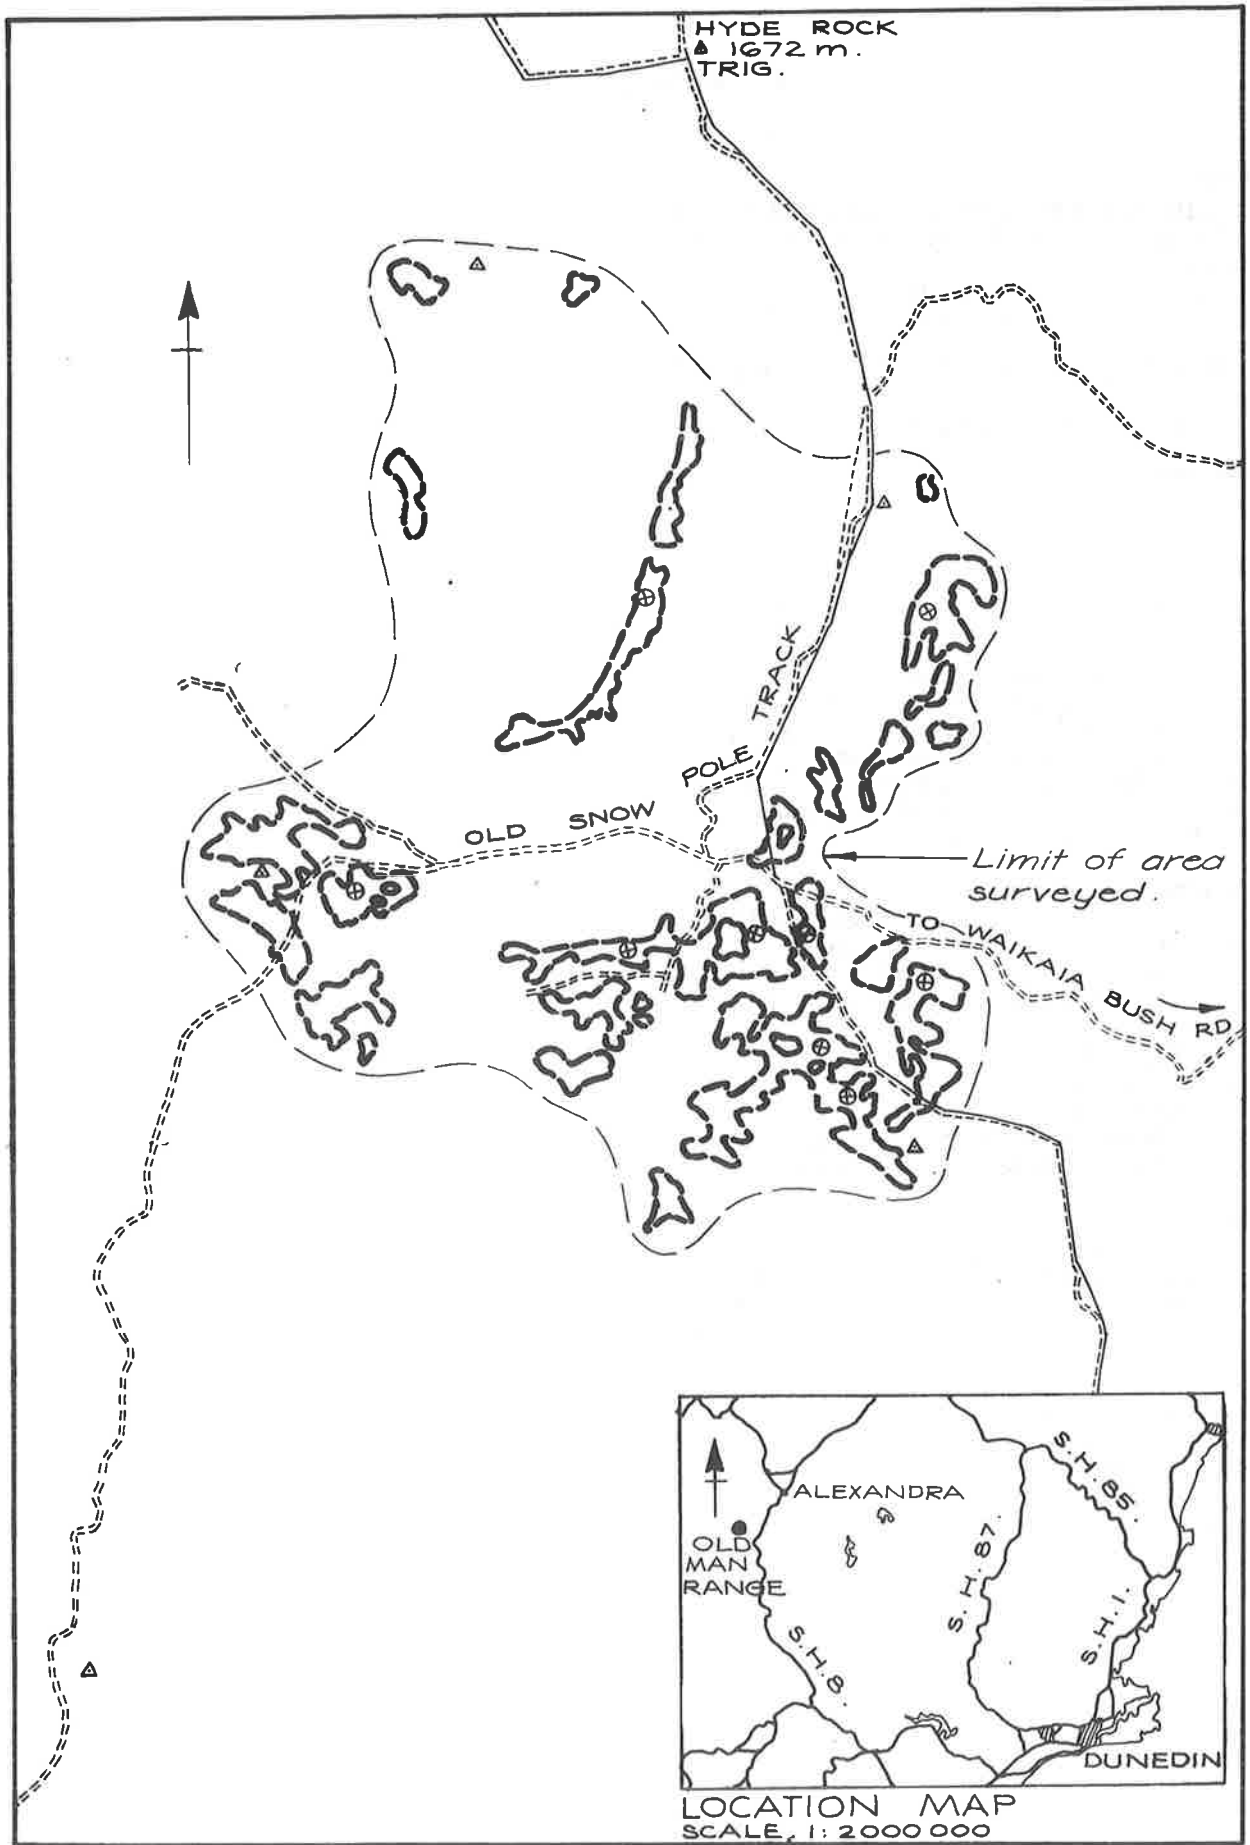 HYDE ROCK
1672 m.
TRIG.
OLD SNOW POLE TRACK
Limit of area
surveyed.
TO WAIKAIA BUSH RD
ALEXANDRA
OLD
MAN
RANGE
S.H.85.
S.H.87.
S.H.1.
S.H.8.
DUNEDIN
LOCATION MAP
SCALE, 1:2000 000